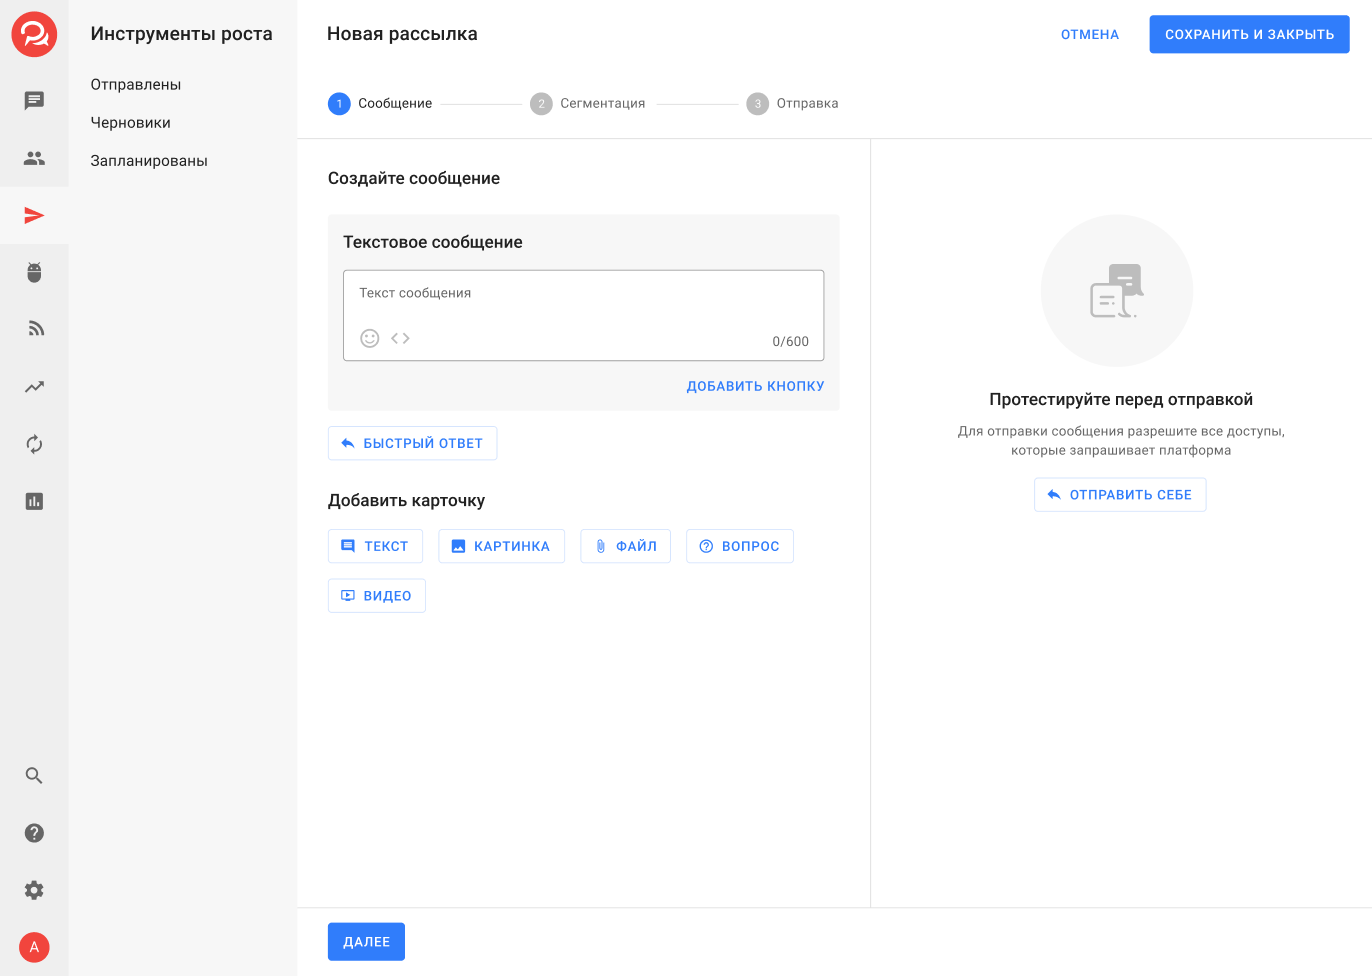 Инструменты роста
Отправлены
Черновики
Запланированы
A
Новая рассылка
ОТМЕНА
СОХРАНИТЬ И ЗАКРЫТЬ
1 Сообщение
2 Сегментация
3 Отправка
Создайте сообщение
Текстовое сообщение
Текст сообщения
0/600
ДОБАВИТЬ КНОПКУ
БЫСТРЫЙ ОТВЕТ
Добавить карточку
ТЕКСТ
КАРТИНКА
ФАЙЛ
ВОПРОС
ВИДЕО
Протестируйте перед отправкой
Для отправки сообщения разрешите все доступы,
которые запрашивает платформа
ОТПРАВИТЬ СЕБЕ
ДАЛЕЕ